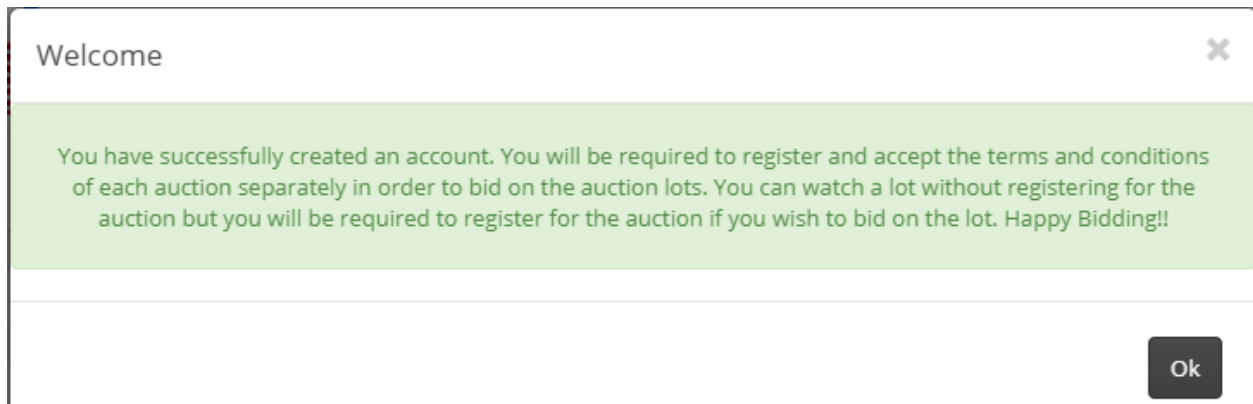 Welcome
You have successfully created an account. You will be required to register and accept the terms and conditions
of each auction separately in order to bid on the auction lots. You can watch a lot without registering for the
auction but you will be required to register for the auction if you wish to bid on the lot. Happy Bidding!!
Ok